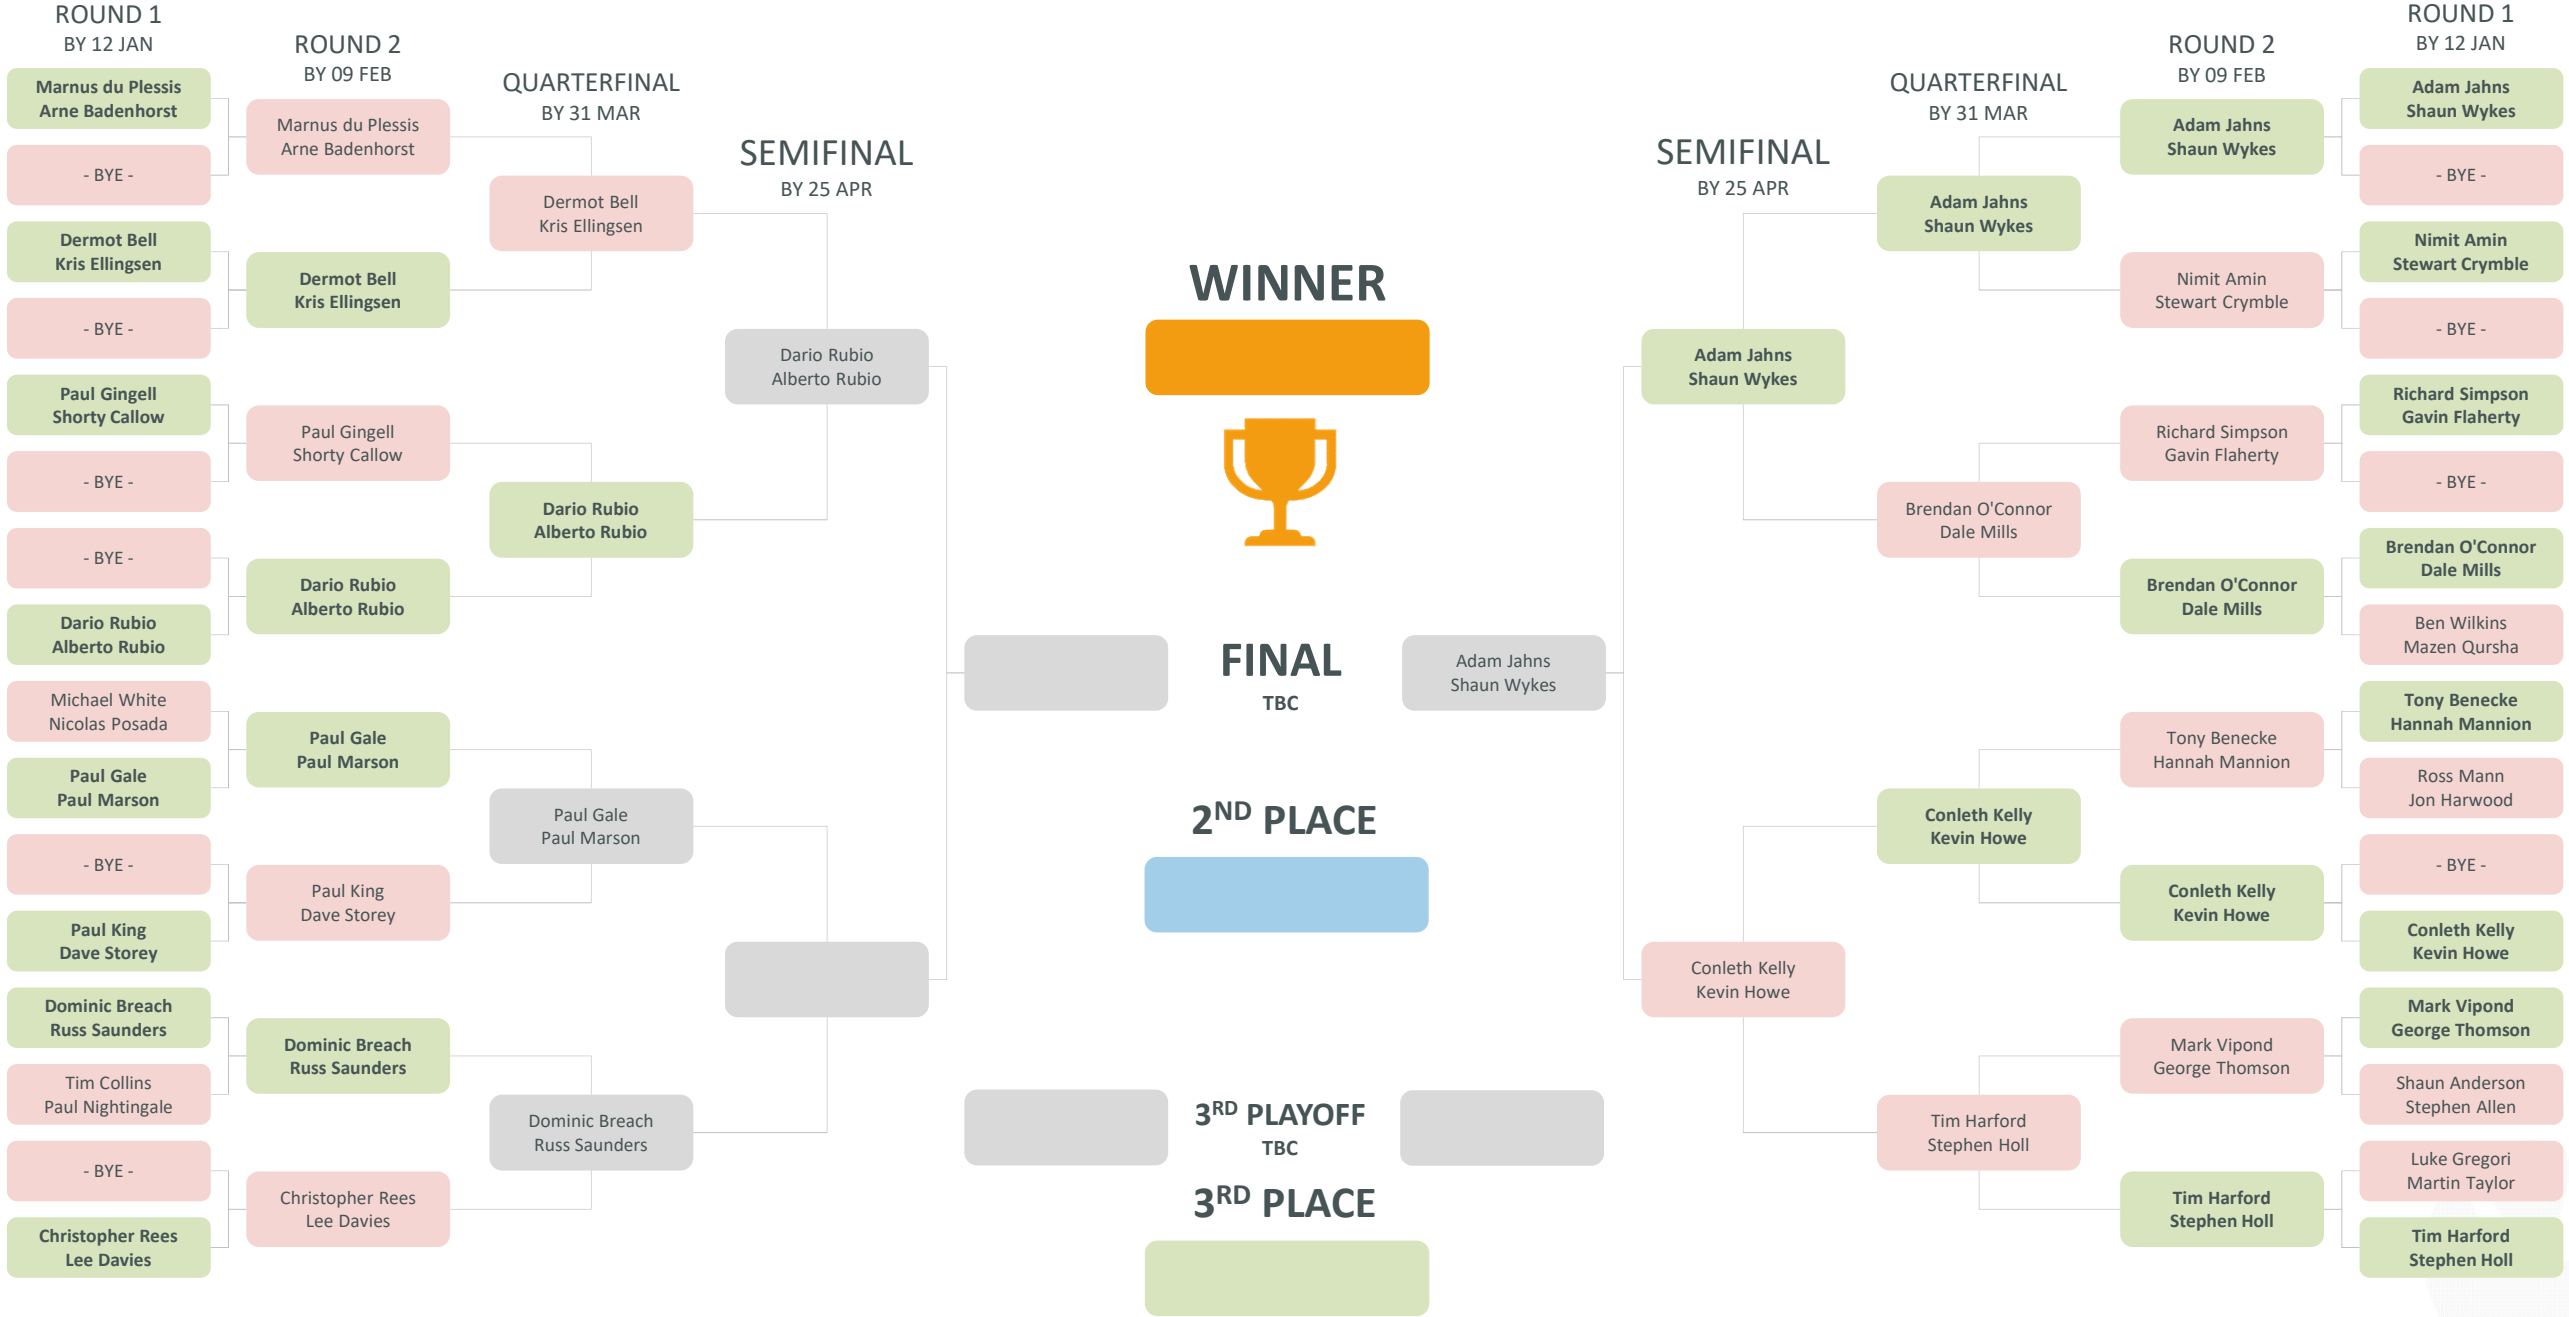 ROUND 1
BY 12 JAN
Marnus du Plessis
Arne Badenhorst
- BYE -
Dermot Bell
Kris Ellingsen
- BYE -
Paul Gingell
Shorty Callow
- BYE -
- BYE -
Dario Rubio
Alberto Rubio
Michael White
Nicolas Posada
Paul Gale
Paul Marson
- BYE -
Paul King
Dave Storey
Dominic Breach
Russ Saunders
Tim Collins
Paul Nightingale
- BYE -
Christopher Rees
Lee Davies
ROUND 2
BY 09 FEB
Marnus du Plessis
Arne Badenhorst
Dermot Bell
Kris Ellingsen
Paul Gingell
Shorty Callow
Dario Rubio
Alberto Rubio
Paul Gale
Paul Marson
Paul King
Dave Storey
Dominic Breach
Russ Saunders
Christopher Rees
Lee Davies
QUARTERFINAL
BY 31 MAR
Dermot Bell
Kris Ellingsen
Dario Rubio
Alberto Rubio
Paul Gale
Paul Marson
Dominic Breach
Russ Saunders
SEMIFINAL
BY 25 APR
Dario Rubio
Alberto Rubio
WINNER
FINAL
TBC
Adam Jahns
Shaun Wykes
2ND PLACE
3RD PLAYOFF
TBC
3RD PLACE
SEMIFINAL
BY 25 APR
Adam Jahns
Shaun Wykes
Conleth Kelly
Kevin Howe
QUARTERFINAL
BY 31 MAR
Adam Jahns
Shaun Wykes
Brendan O'Connor
Dale Mills
Conleth Kelly
Kevin Howe
Tim Harford
Stephen Holl
ROUND 2
BY 09 FEB
Adam Jahns
Shaun Wykes
Nimit Amin
Stewart Crymble
Richard Simpson
Gavin Flaherty
Brendan O'Connor
Dale Mills
Tony Benecke
Hannah Mannion
Conleth Kelly
Kevin Howe
Mark Vipond
George Thomson
Tim Harford
Stephen Holl
ROUND 1
BY 12 JAN
Adam Jahns
Shaun Wykes
- BYE -
Nimit Amin
Stewart Crymble
- BYE -
Richard Simpson
Gavin Flaherty
- BYE -
Brendan O'Connor
Dale Mills
Ben Wilkins
Mazen Qursha
Tony Benecke
Hannah Mannion
Ross Mann
Jon Harwood
- BYE -
Conleth Kelly
Kevin Howe
Mark Vipond
George Thomson
Shaun Anderson
Stephen Allen
Luke Gregori
Martin Taylor
Tim Harford
Stephen Holl